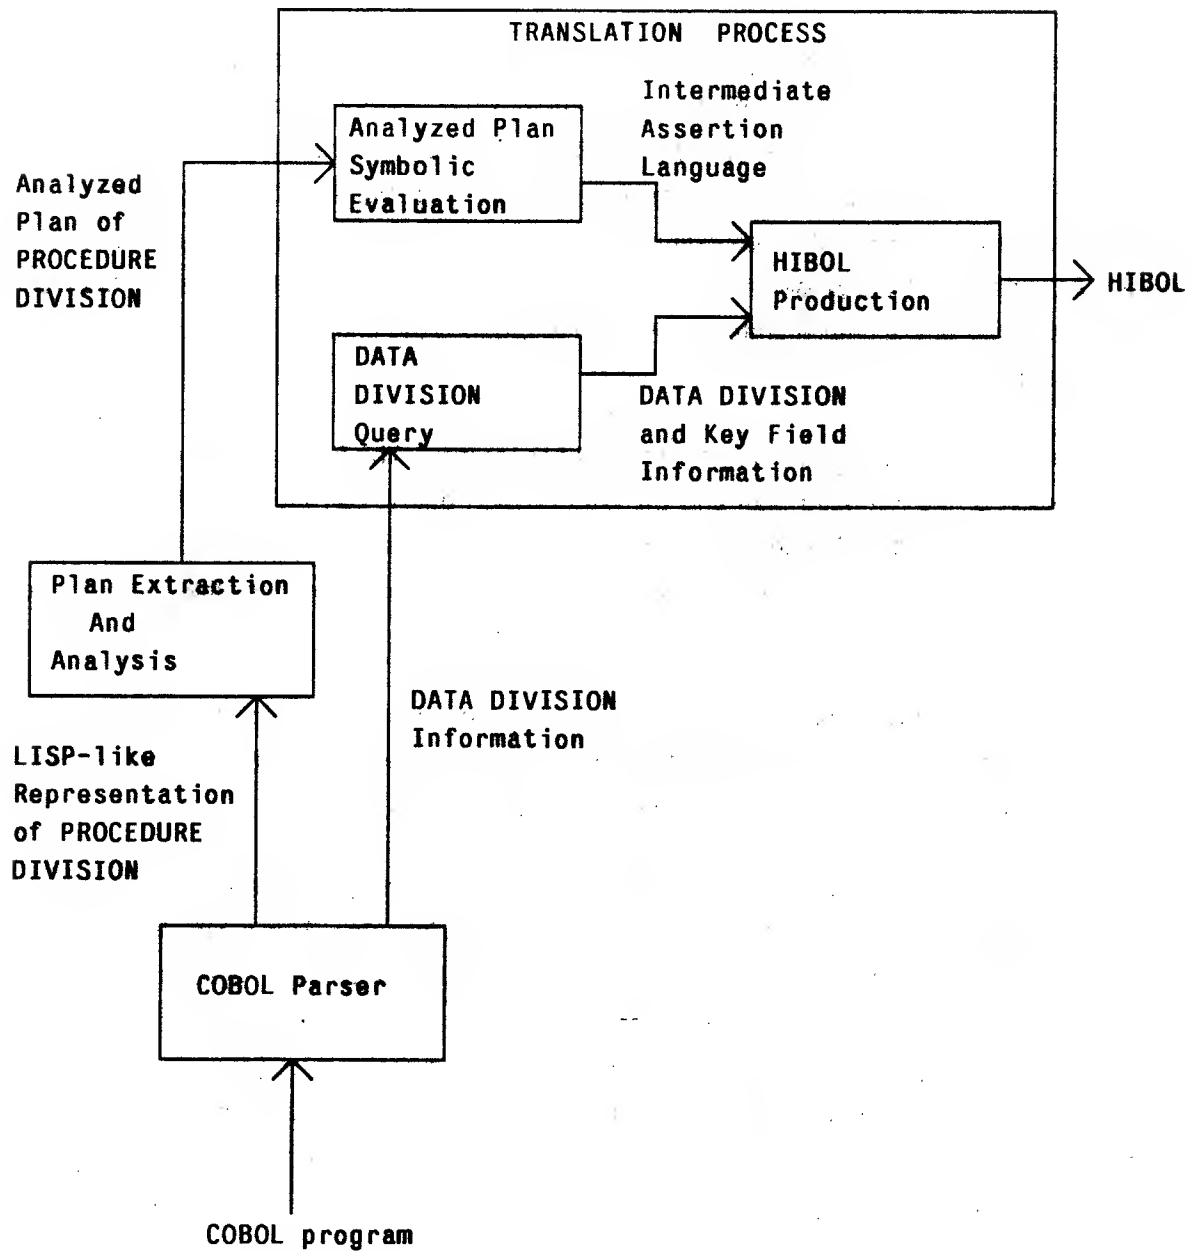 TRANSLATION PROCESS
Intermediate
Assertion
Language
Analyzed Plan
Symbolic
Evaluation
Analyzed
Plan of
PROCEDURE
DIVISION
HIBOL
Production
HIBOL
DATA
DIVISION
Query
DATA DIVISION
and Key Field
Information
Plan Extraction
And
Analysis
DATA DIVISION
Information
LISP-like
Representation
of PROCEDURE
DIVISION
COBOL Parser
COBOL program